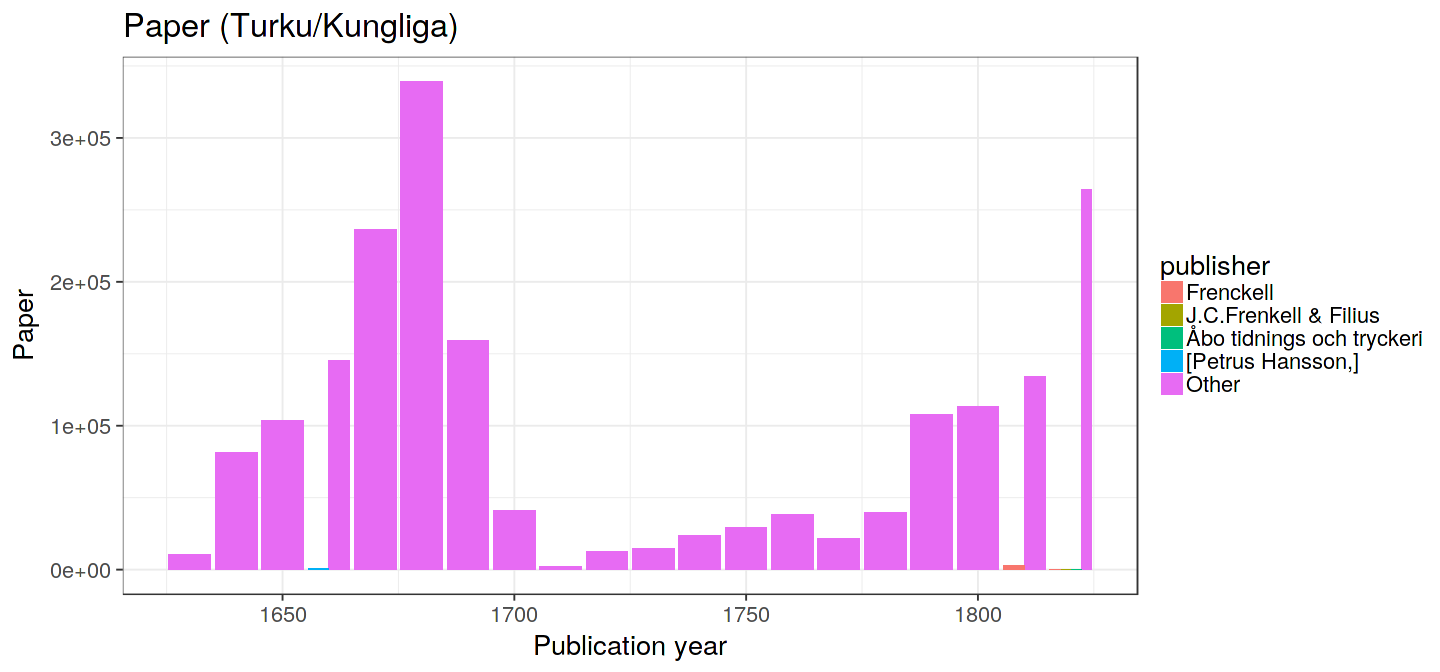 Paper (Turku/Kungliga)
3e+05
2e+05
1e+05
0e+00
Paper
1650 1700 1750 1800
Publication year
publisher
Frenckell
J.C.Frenkell & Filius
Åbo tidnings och tryckeri
[Petrus Hansson,]
Other